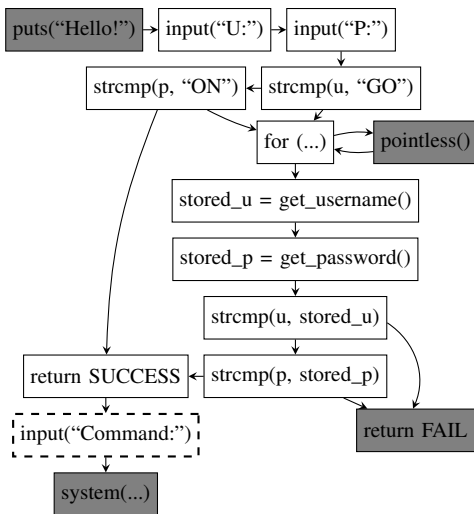 puts(“Hello!”) input(“U:”) input(“P:”)
strcmp(p, “ON”) strcmp(u, “GO”)
for (...) pointless()
stored_u = get_username()
stored_p = get_password()
strcmp(u, stored_u)
return SUCCESS strcmp(p, stored_p)
input(“Command:”) return FAIL
system(...)